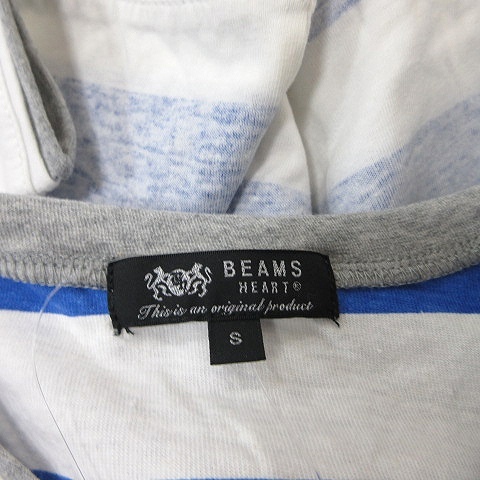 BEAMS
HEART®
This is an original product
S